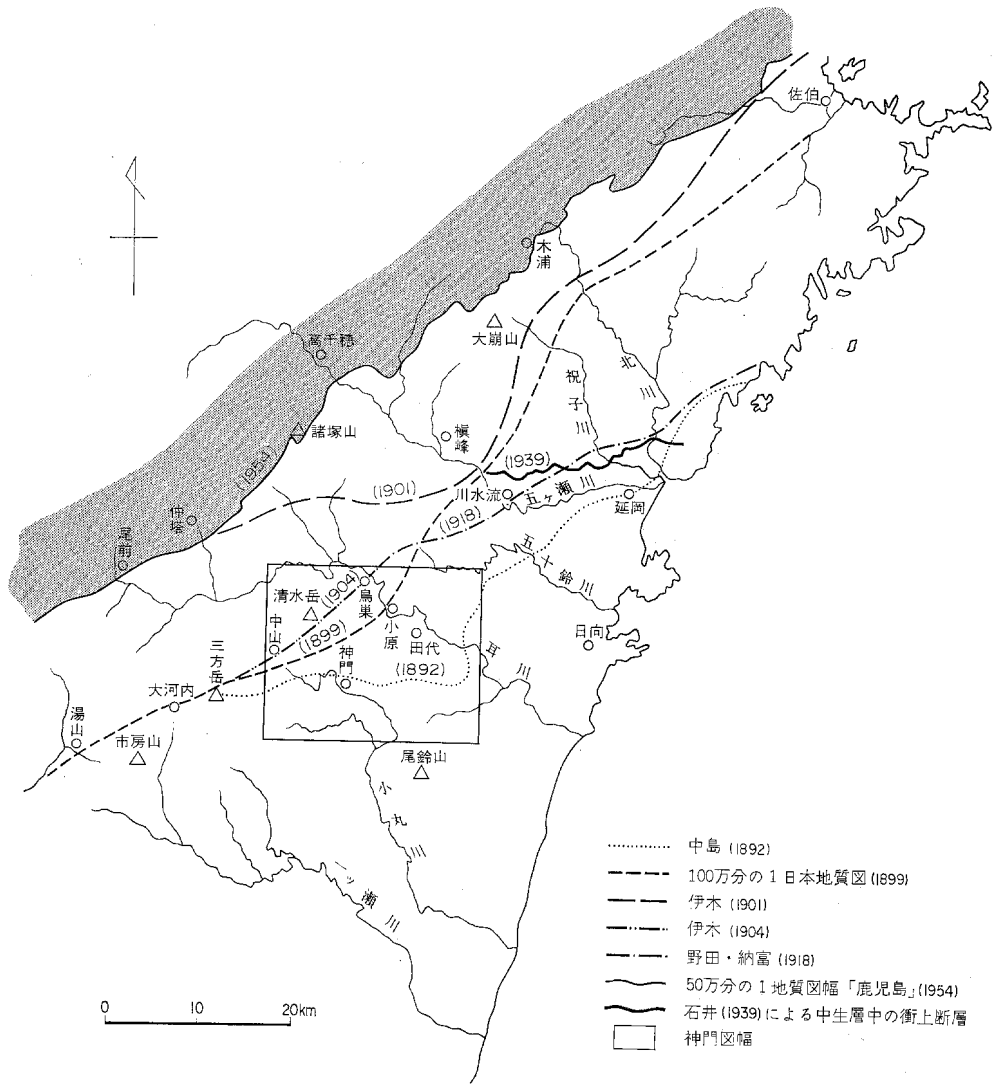 佐伯
木浦
大崩山
高千穂
祝子川
北川
諸塚山
槇峰
(1954)
(1939)
(1901)
川水流
五ヶ瀬川
仲塔
(1918)
延岡
尾前
五十鈴川
清水岳
(1904)
鳥巣
中山
(1899)
小原
田代
日向
三方岳
神門
(1892)
耳川
大河内
湯山
市房山
尾鈴山
小丸川
一ッ瀬川
中島 (1892)
100万分の1日本地質図 (1899)
伊木 (1901)
伊木 (1904)
野田・納富 (1918)
50万分の1地質図幅「鹿児島」(1954)
石井 (1939) による中生層中の衝上断層
神門図幅
0 10 20km